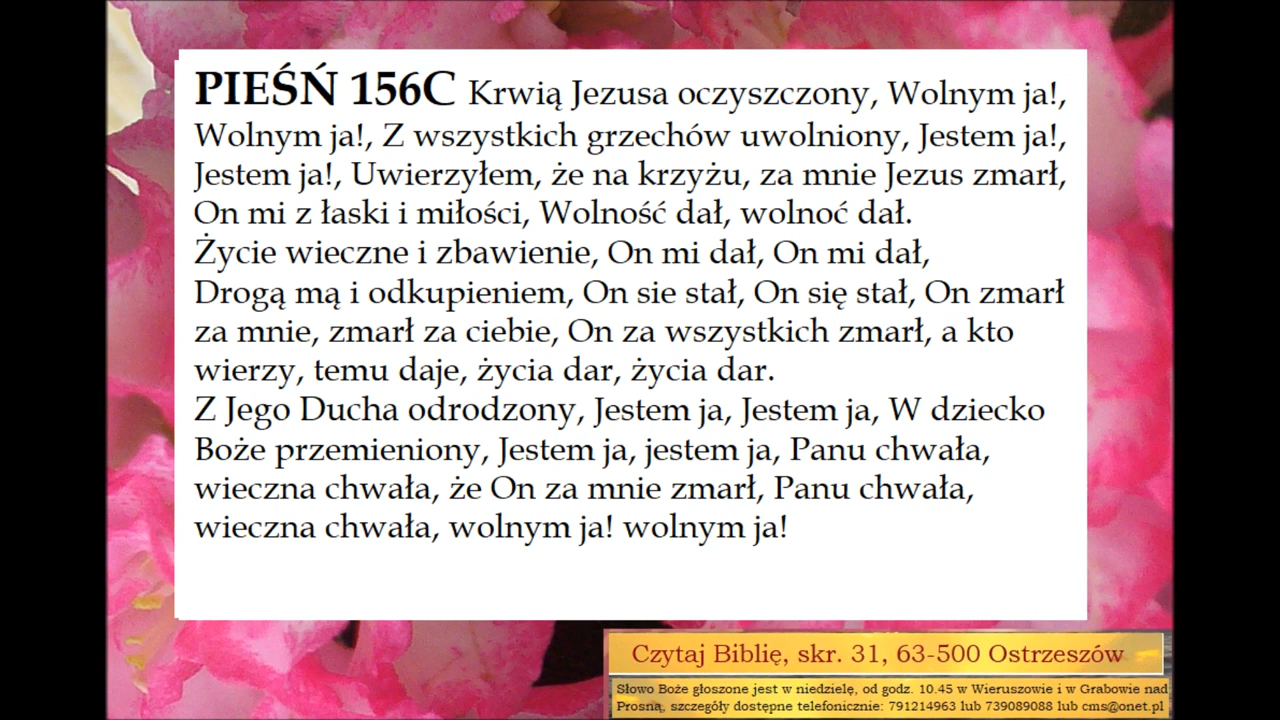 PIEŚŃ 156C Krwią Jezusa oczyszczony, Wolnym ja!,
Wolnym ja!, Z wszystkich grzechów uwolniony, Jestem ja!,
Jestem ja!, Uwierzyłem, że na krzyżu, za mnie Jezus zmarł,
On mi z łaski i miłości, Wolność dał, wolnoć dał.
Życie wieczne i zbawienie, On mi dał, On mi dał,
Drogą mą i odkupieniem, On sie stał, On się stał, On zmarł
za mnie, zmarł za ciebie, On za wszystkich zmarł, a kto
wierzy, temu daje, życia dar, życia dar.
Z Jego Ducha odrodzony, Jestem ja, Jestem ja, W dziecko
Boże przemieniony, Jestem ja, jestem ja, Panu chwała,
wieczna chwała, że On za mnie zmarł, Panu chwała,
wieczna chwała, wolnym ja! wolnym ja!
Czytaj Biblię, skr. 31, 63-500 Ostrzeszów
Słowo Boże głoszone jest w niedzielę, od godz. 10.45 w Wieruszowie i w Grabowie nad
Prosną, szczegóły dostępne telefonicznie: 791214963 lub 739089088 lub cms@onet.pl